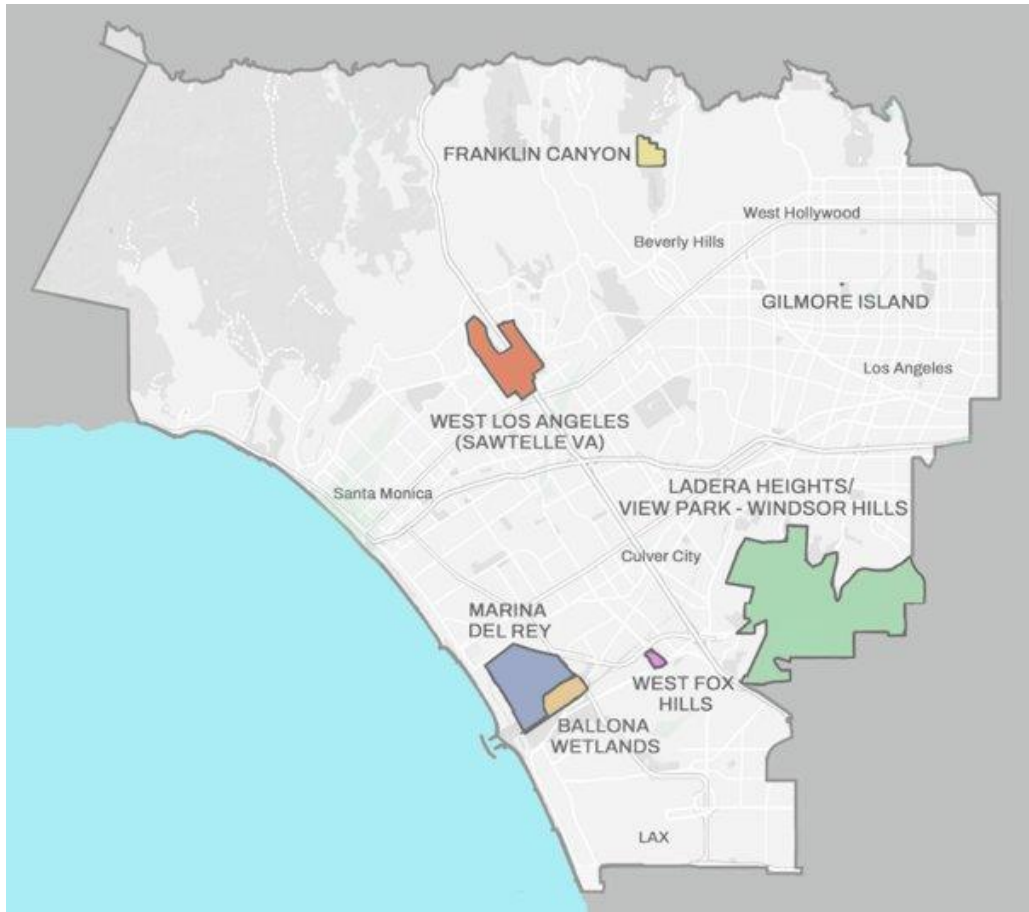 FRANKLIN CANYON
West Hollywood
Beverly Hills
GILMORE ISLAND
Los Angeles
WEST LOS ANGELES
(SAWTELLE VA)
Santa Monica
LADERA HEIGHTS/
VIEW PARK - WINDSOR HILLS
Culver City
MARINA
DEL REY
WEST FOX
HILLS
BALLONA
WETLANDS
LAX